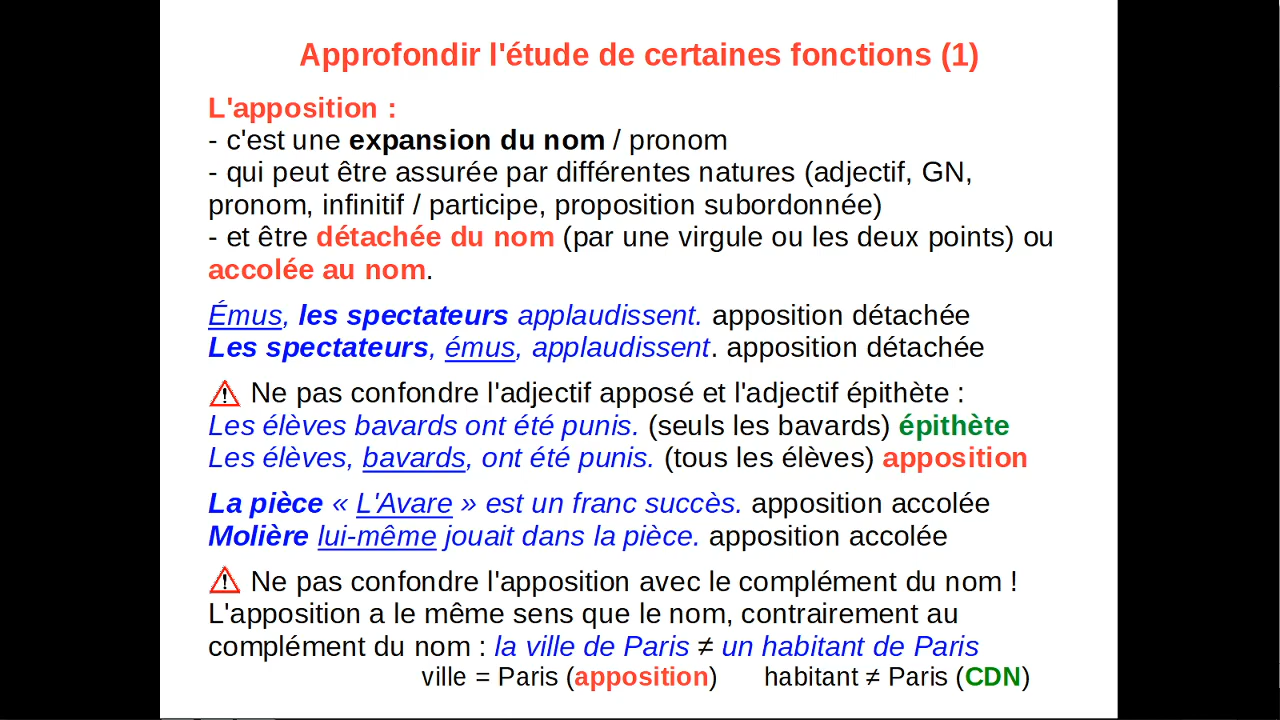 Approfondir l'étude de certaines fonctions (1)
L'apposition :
- c'est une expansion du nom / pronom
- qui peut être assurée par différentes natures (adjectif, GN,
pronom, infinitif / participe, proposition subordonnée)
- et être détachée du nom (par une virgule ou les deux points) ou
accolée au nom.
Émus, les spectateurs applaudissent. apposition détachée
Les spectateurs, émus, applaudissent. apposition détachée
! Ne pas confondre l'adjectif apposé et l'adjectif épithète :
Les élèves bavards ont été punis. (seuls les bavards) épithète
Les élèves, bavards, ont été punis. (tous les élèves) apposition
La pièce « L'Avare » est un franc succès. apposition accolée
Molière lui-même jouait dans la pièce. apposition accolée
! Ne pas confondre l'apposition avec le complément du nom !
L'apposition a le même sens que le nom, contrairement au
complément du nom : la ville de Paris ≠ un habitant de Paris
ville = Paris (apposition) habitant ≠ Paris (CDN)